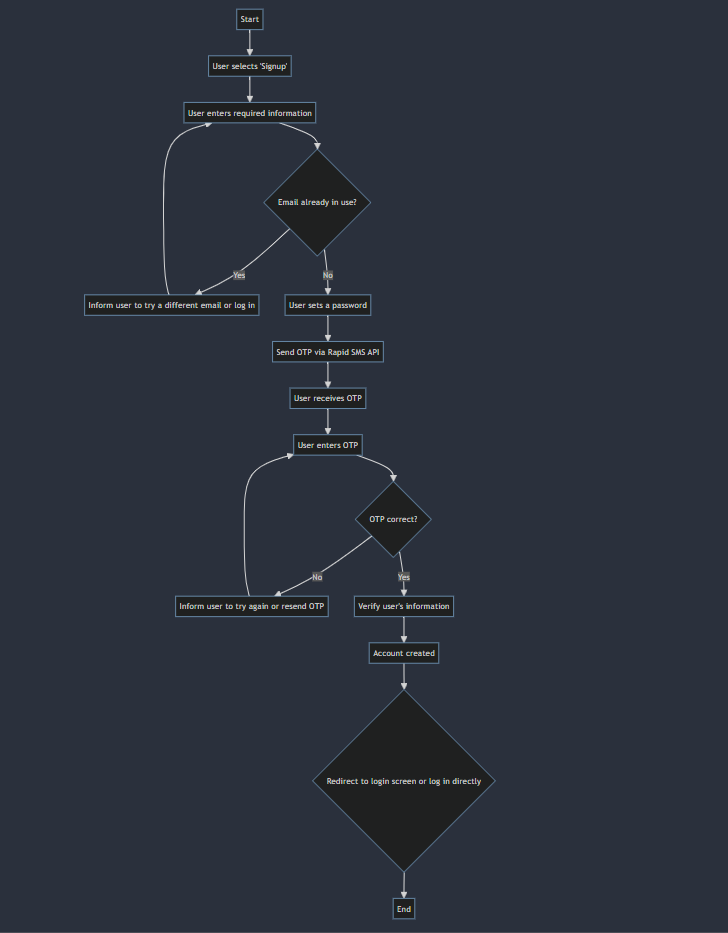 Start
User selects 'Signup'
User enters required information
Email already in use?
Yes
No
Inform user to try a different email or log in
User sets a password
Send OTP via Rapid SMS API
User receives OTP
User enters OTP
OTP correct?
No
Yes
Inform user to try again or resend OTP
Verify user's information
Account created
Redirect to login screen or log in directly
End